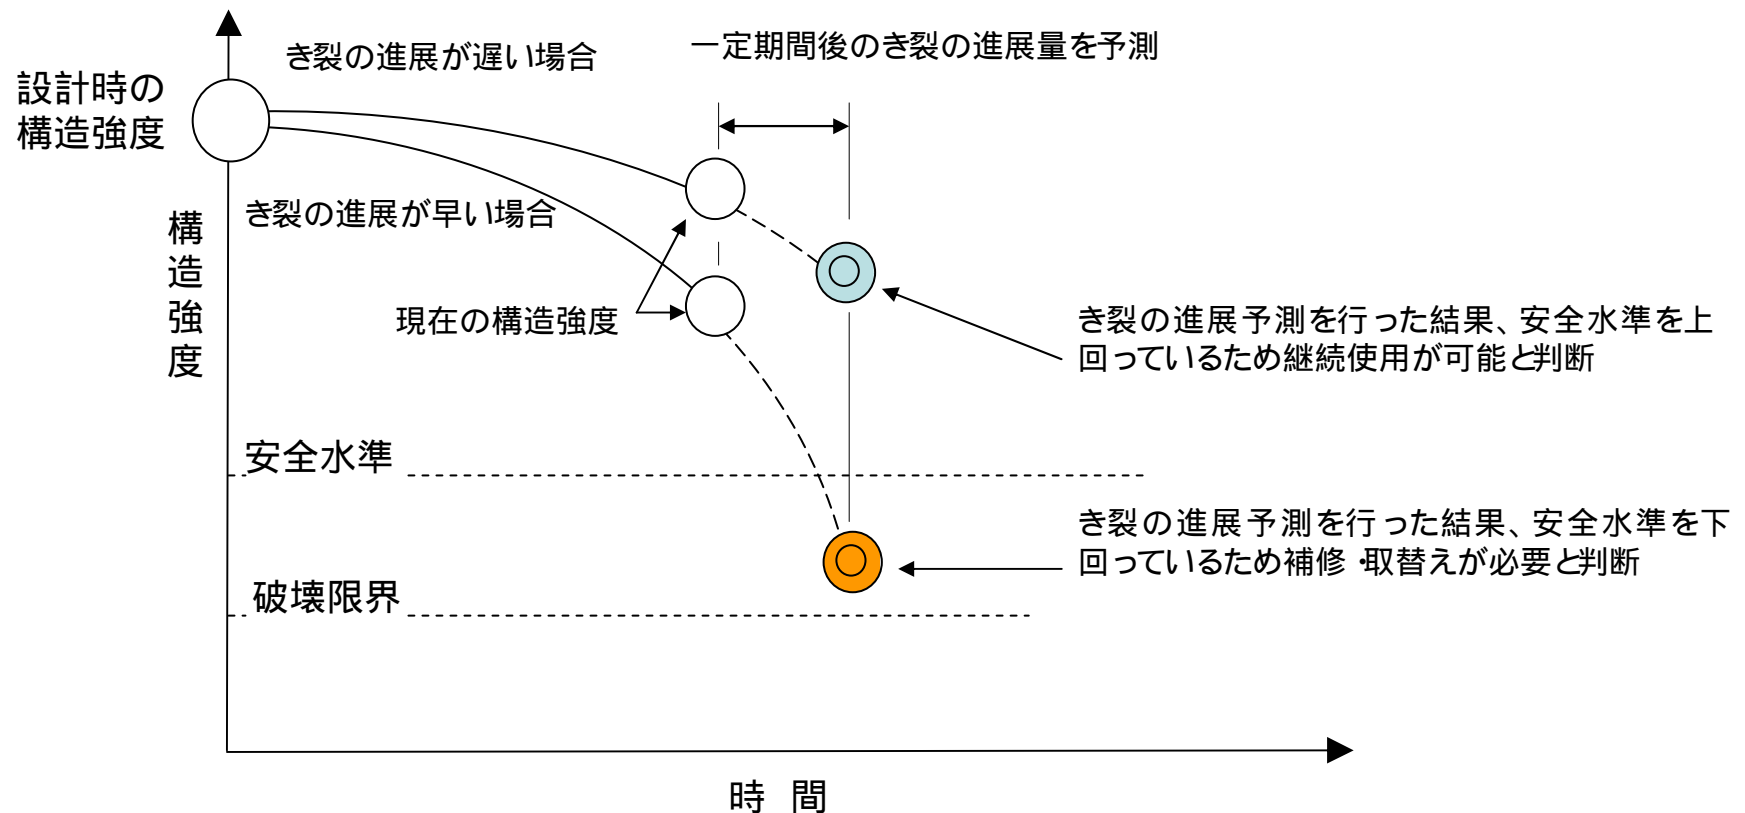 き裂の進展が遅い場合
一定期間後のき裂の進展量を予測
設計時の
構造強度
き裂の進展が早い場合
構造強度
現在の構造強度
き裂の進展予測を行った結果、安全水準を上
回っているため継続使用が可能と判断
安全水準
き裂の進展予測を行った結果、安全水準を下
回っているため補修・取替えが必要と判断
破壊限界
時 間